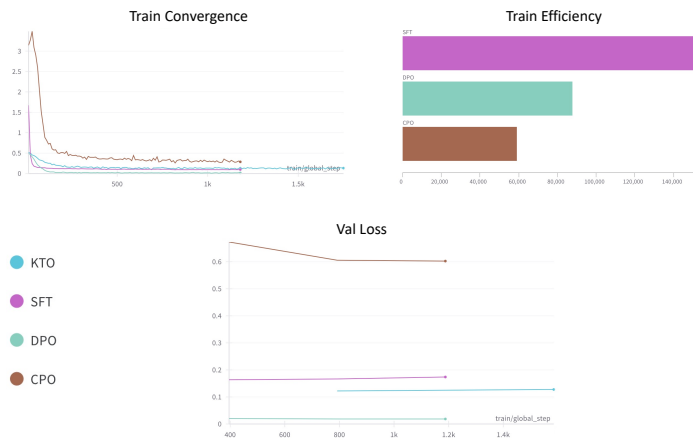 Train Convergence
3
2.5
2
1.5
1
0.5
0
500
1k
1.5k
train/global_step
Train Efficiency
SFT
DPO
CPO
0
20,000
40,000
60,000
80,000
100,000
120,000
140,000
KTO
SFT
DPO
CPO
Val Loss
0.6
0.5
0.4
0.3
0.2
0.1
0
400
600
800
1k
1.2k
1.4k
train/global_step